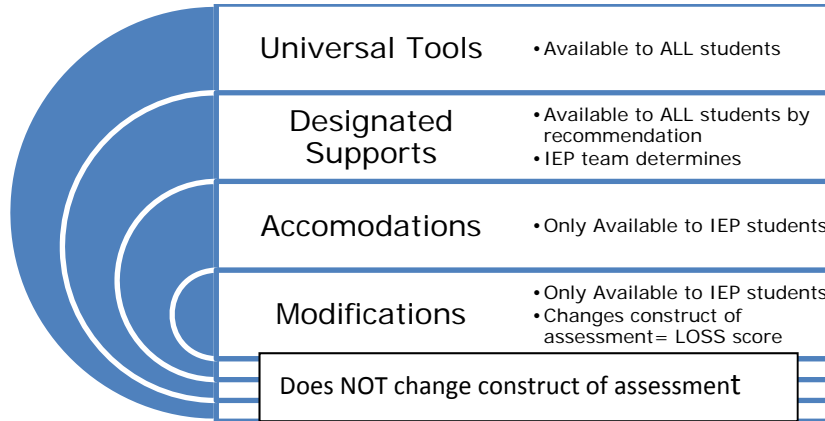 Universal Tools
•Available to ALL students
Designated
Supports
•Available to ALL students by
recommendation
•IEP team determines
Accomodations
•Only Available to IEP students
Modifications
•Only Available to IEP students
•Changes construct of
assessment= LOSS score
Does NOT change construct of assessment